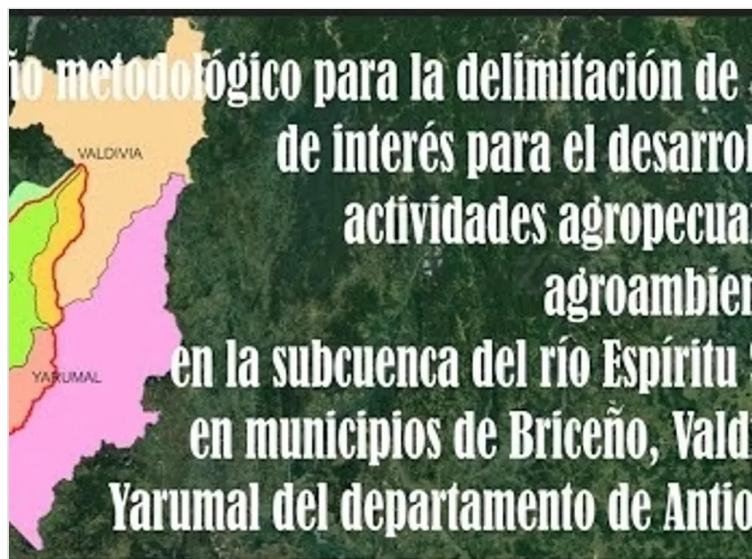 ño metodológico para la delimitación de
de interés para el desarrol
actividades agropecua
agroambien
en la subcuenca del río Espíritu
en municipios de Briceño, Vald
Yarumal del departamento de Antio
VALDIVIA
YARUMAL